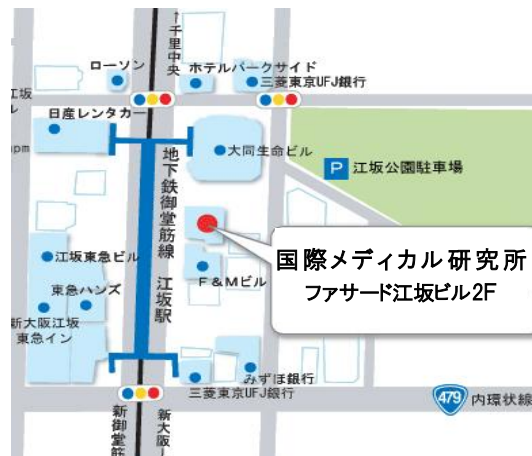 ↑千里中央
ローソン
ホテルパークサイド
三菱東京UFJ銀行
江坂
ル
日産レンタカー
pm
大同生命ビル
P 江坂公園駐車場
地下鉄御堂筋線 江坂駅
国際メディカル研究所
ファサード江坂ビル2F
江坂東急ビル
F&Mビル
東急ハンズ
新大阪江坂
東急イン
みずほ銀行
三菱東京UFJ銀行
479 内環状線
新御堂筋
新大阪↓